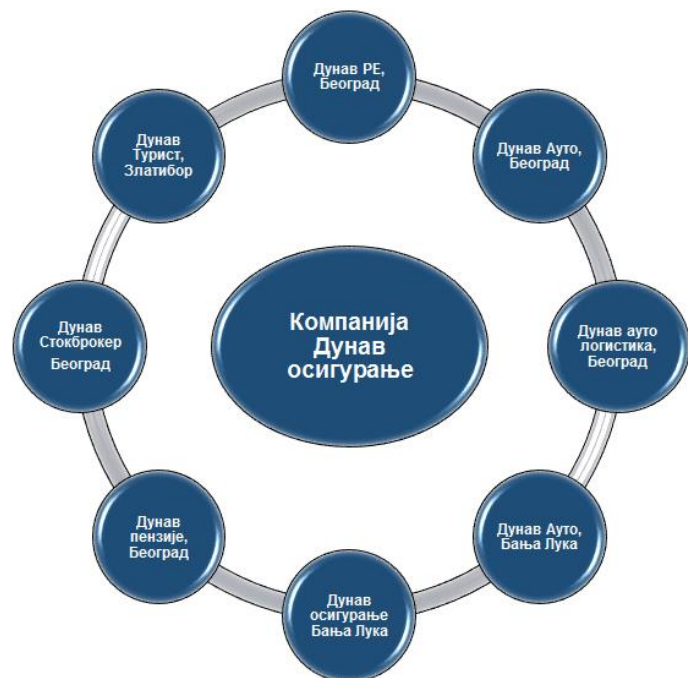 Дунав РЕ,
Београд
Дунав Ауто,
Београд
Дунав ауто
логистика,
Београд
Дунав Ауто,
Бања Лука
Дунав
осигурање
Бања Лука
Дунав
пензије,
Београд
Дунав
Стокброкер
Београд
Дунав
Турист,
Златибор
Компанија
Дунав
осигурање